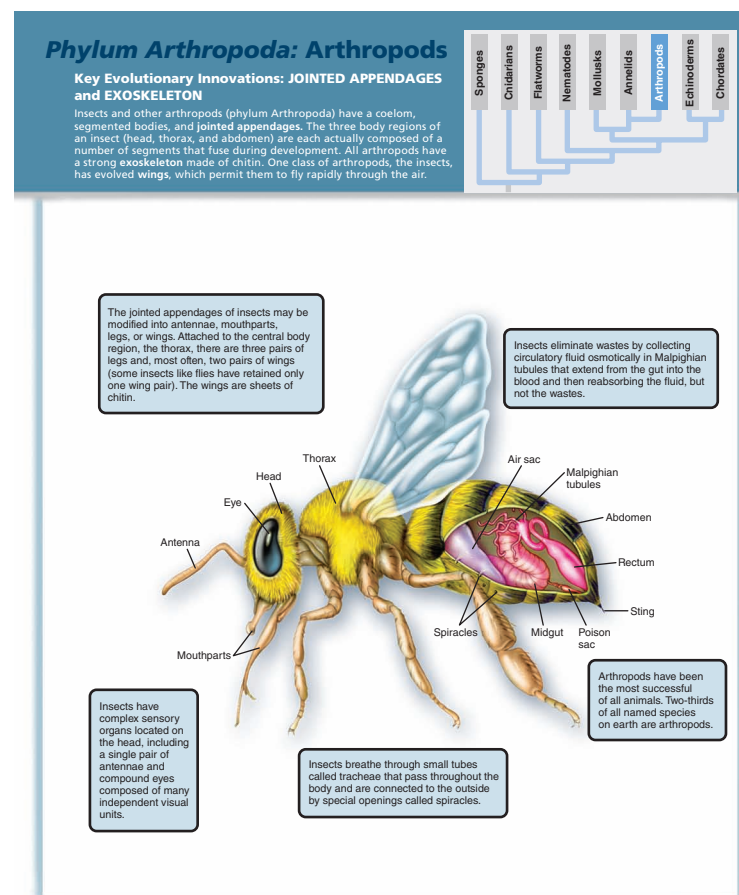 Phylum Arthropoda: Arthropods
Key Evolutionary Innovations: JOINTED APPENDAGES
and EXOSKELETON
Insects and other arthropods (phylum Arthropoda) have a coelom,
segmented bodies, and jointed appendages. The three body regions of
an insect (head, thorax, and abdomen) are each actually composed of a
number of segments that fuse during development. All arthropods have
a strong exoskeleton made of chitin. One class of arthropods, the insects,
has evolved wings, which permit them to fly rapidly through the air.
Sponges
Cnidarians
Flatworms
Nematodes
Mollusks
Annelids
Arthropods
Echinoderms
Chordates
The jointed appendages of insects may be
modified into antennae, mouthparts,
legs, or wings. Attached to the central body
region, the thorax, there are three pairs of
legs and, most often, two pairs of wings
(some insects like flies have retained only
one wing pair). The wings are sheets of
chitin.
Insects eliminate wastes by collecting
circulatory fluid osmotically in Malpighian
tubules that extend from the gut into the
blood and then reabsorbing the fluid, but
not the wastes.
Thorax
Head
Eye
Antenna
Mouthparts
Air sac
Malpighian
tubules
Abdomen
Rectum
Sting
Spiracles
Midgut
Poison
sac
Arthropods have been
the most successful
of all animals. Two-thirds
of all named species
on earth are arthropods.
Insects have
complex sensory
organs located on
the head, including
a single pair of
antennae and
compound eyes
composed of many
independent visual
units.
Insects breathe through small tubes
called tracheae that pass throughout the
body and are connected to the outside
by special openings called spiracles.